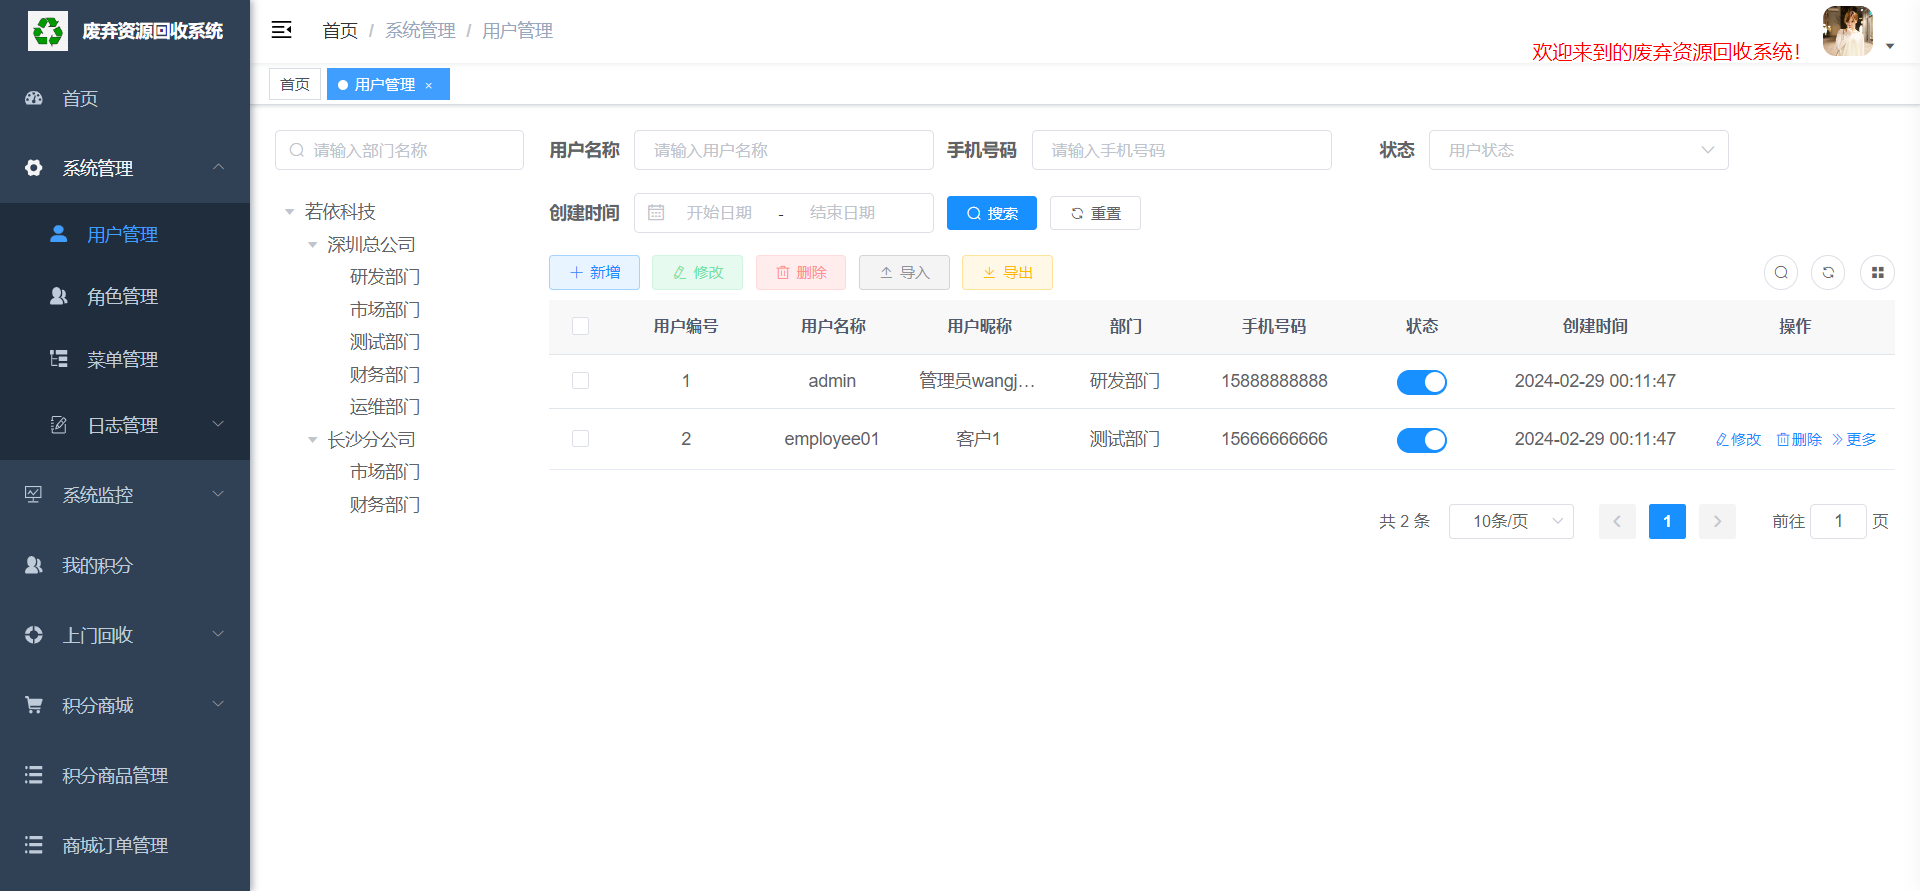 废弃资源回收系统
首页
系统管理
用户管理
角色管理
菜单管理
日志管理
系统监控
我的积分
上门回收
积分商城
积分商品管理
商城订单管理
首页 / 系统管理 / 用户管理
欢迎来到的废弃资源回收系统!
首页 用户管理 ×
请输入部门名称
若依科技
深圳总公司
研发部门
市场部门
测试部门
财务部门
运维部门
长沙分公司
市场部门
财务部门
用户名称 请输入用户名称 手机号码 请输入手机号码 状态 用户状态
创建时间 开始日期 - 结束日期 搜索 重置
新增 修改 删除 导入 导出
用户编号 用户名称 用户昵称 部门 手机号码 状态 创建时间 操作
1 admin 管理员wangj... 研发部门 15888888888 2024-02-29 00:11:47
2 employee01 客户1 测试部门 15666666666 2024-02-29 00:11:47 修改 删除 更多
共 2 条 10条/页 1 前往 1 页